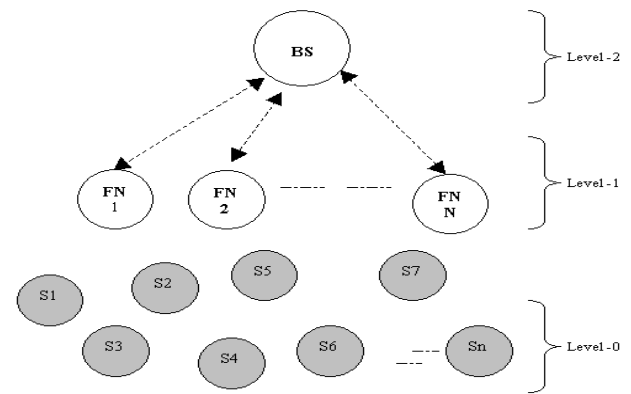 BS
Level-2
FN
1
FN
2
FN
N
Level-1
S1
S2
S5
S7
S3
S4
S6
Sn
Level-0